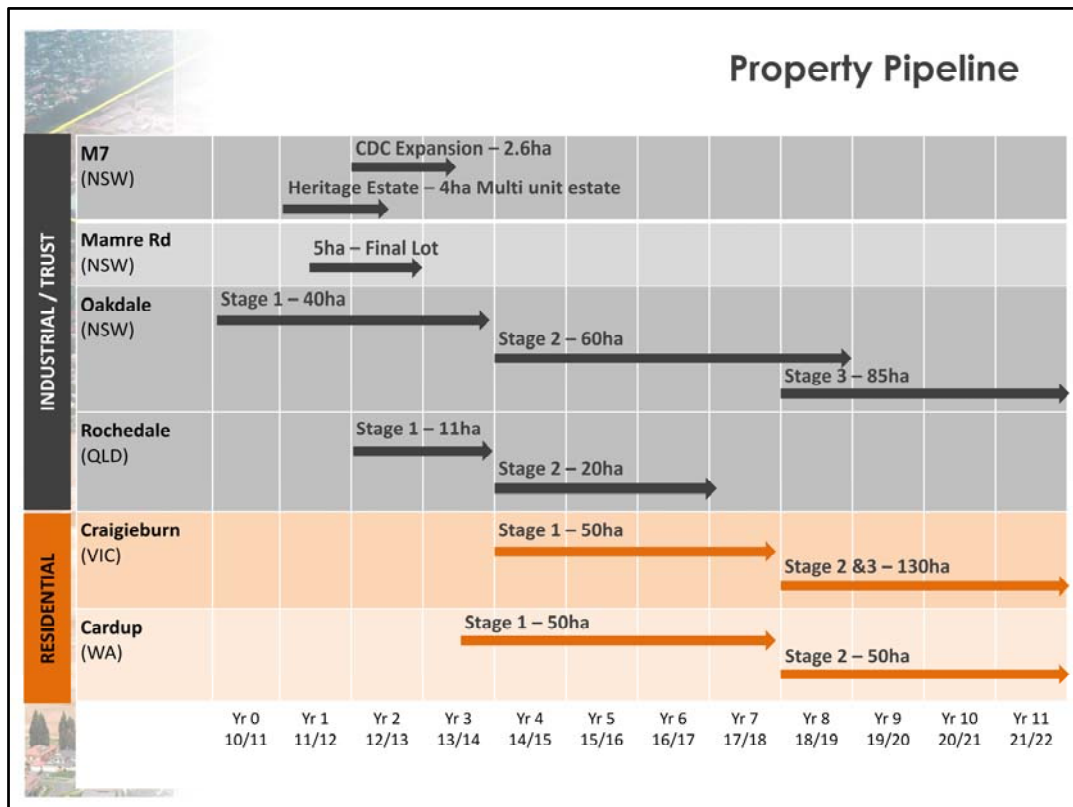 Property Pipeline
INDUSTRIAL / TRUST
M7
(NSW)
CDC Expansion – 2.6ha
Heritage Estate – 4ha Multi unit estate
Mamre Rd
(NSW)
5ha – Final Lot
Oakdale
(NSW)
Stage 1 – 40ha
Stage 2 – 60ha
Stage 3 – 85ha
Rochedale
(QLD)
Stage 1 – 11ha
Stage 2 – 20ha
RESIDENTIAL
Craigieburn
(VIC)
Stage 1 – 50ha
Stage 2 &3 – 130ha
Cardup
(WA)
Stage 1 – 50ha
Stage 2 – 50ha
Yr 0 Yr 1 Yr 2 Yr 3 Yr 4 Yr 5 Yr 6 Yr 7 Yr 8 Yr 9 Yr 10 Yr 11
10/11 11/12 12/13 13/14 14/15 15/16 16/17 17/18 18/19 19/20 20/21 21/22